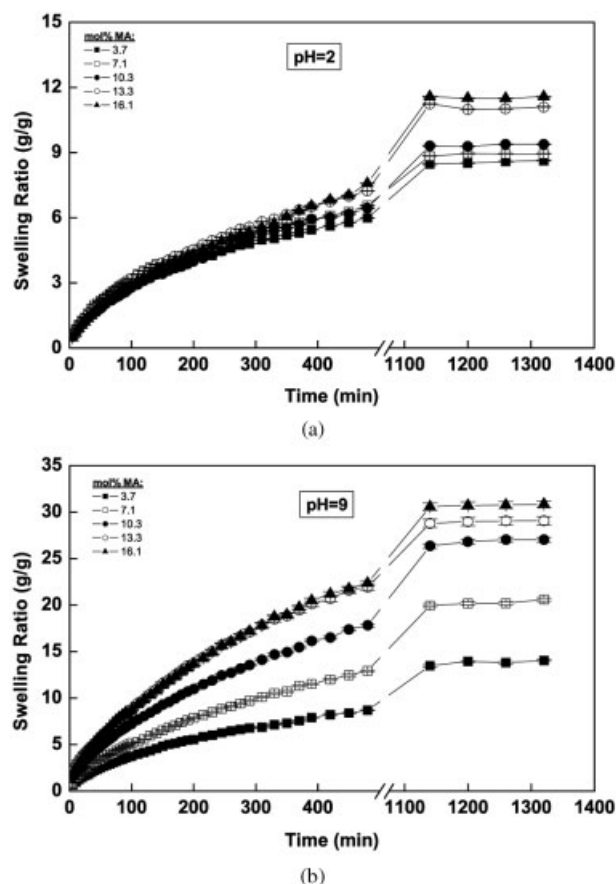 15
12
9
6
3
0
Swelling Ratio (g/g)
mol% MA:
3.7
7.1
10.3
13.3
16.1
pH=2
0 100 200 300 400 1100 1200 1300 1400
Time (min)
(a)
35
30
25
20
15
10
5
0
Swelling Ratio (g/g)
mol% MA:
3.7
7.1
10.3
13.3
16.1
pH=9
0 100 200 300 400 1100 1200 1300 1400
Time (min)
(b)